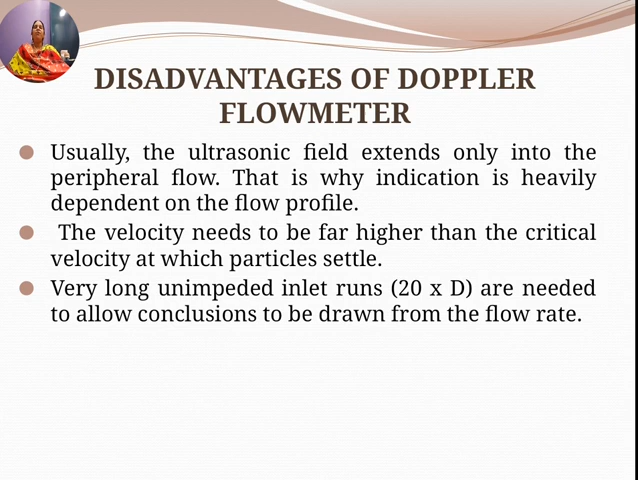 DISADVANTAGES OF DOPPLER
FLOWMETER
Usually, the ultrasonic field extends only into the
peripheral flow. That is why indication is heavily
dependent on the flow profile.
The velocity needs to be far higher than the critical
velocity at which particles settle.
Very long unimpeded inlet runs (20 x D) are needed
to allow conclusions to be drawn from the flow rate.